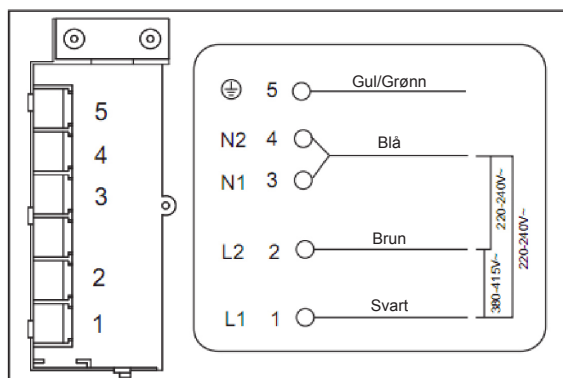 5
4
3
2
1
5 Gul/Grønn
N2 4
Blå
N1 3
L2 2 Brun
L1 1 Svart
220-240V~
380-415V~
220-240V~